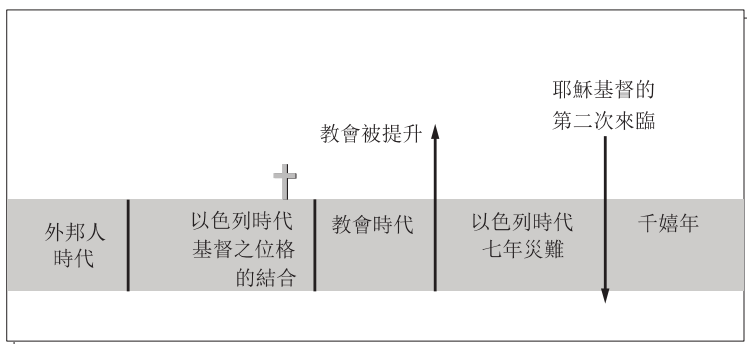 耶穌基督的
第二次來臨
教會被提升
外邦人
時代
以色列時代
基督之位格
的結合
教會時代
以色列時代
七年災難
千嬉年